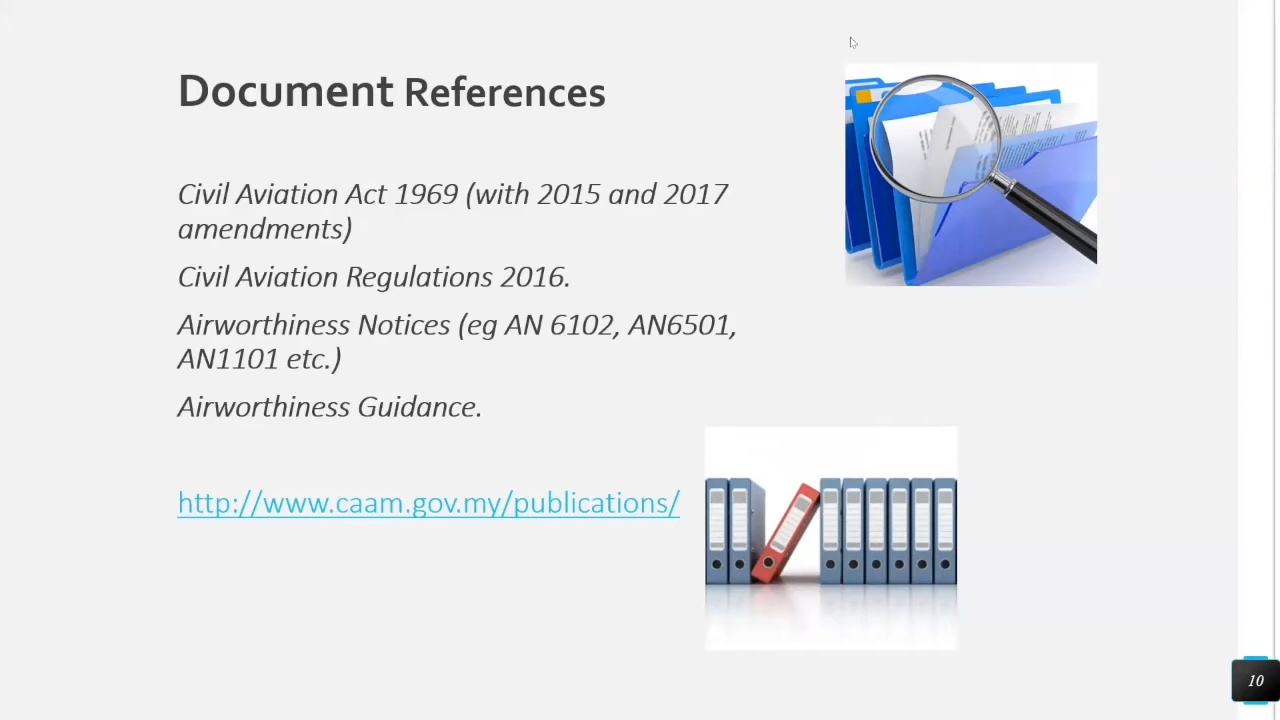 Document References
Civil Aviation Act 1969 (with 2015 and 2017
amendments)
Civil Aviation Regulations 2016.
Airworthiness Notices (eg AN 6102, AN6501,
AN1101 etc.)
Airworthiness Guidance.
http://www.caam.gov.my/publications/
10